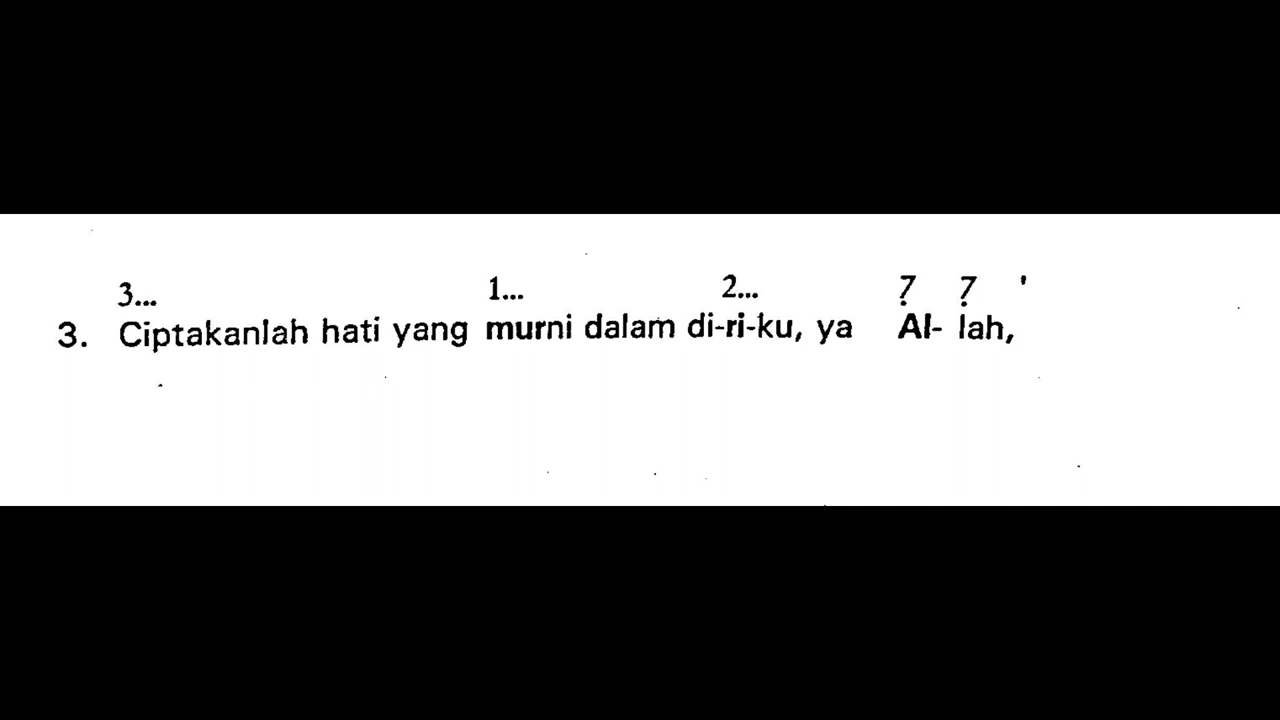 3... 1... 2... 7̣ 7̣ '
3. Ciptakanlah hati yang murni dalam di-ri-ku, ya Al- lah,